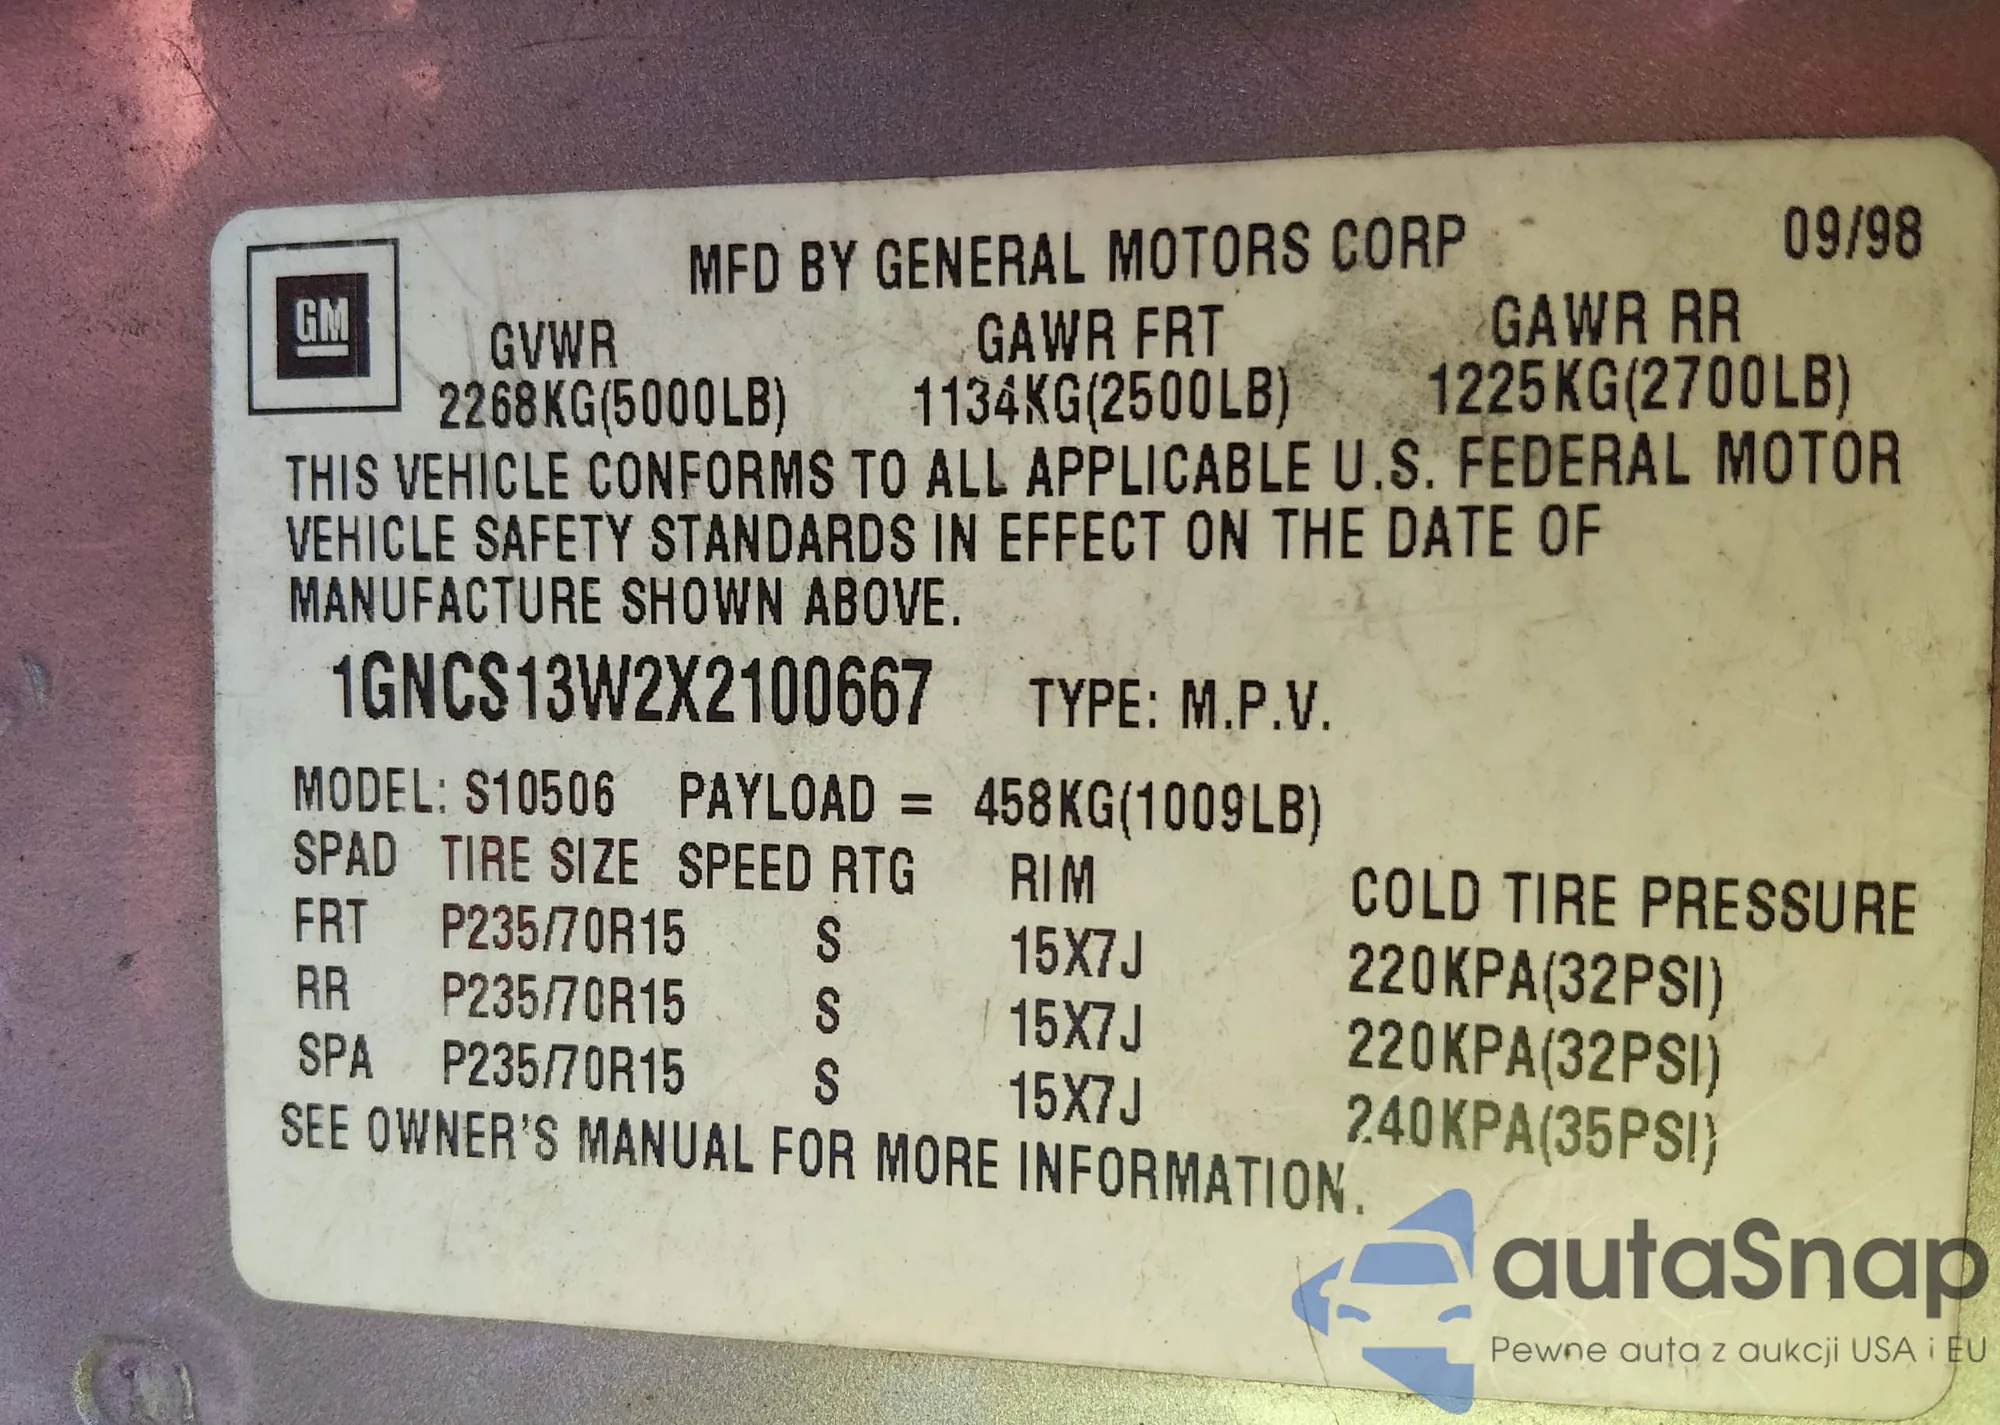 MFD BY GENERAL MOTORS CORP 09/98
GM
GVWR GAWR FRT GAWR RR
2268KG(5000LB) 1134KG(2500LB) 1225KG(2700LB)
THIS VEHICLE CONFORMS TO ALL APPLICABLE U.S. FEDERAL MOTOR
VEHICLE SAFETY STANDARDS IN EFFECT ON THE DATE OF
MANUFACTURE SHOWN ABOVE.
1GNCS13W2X2100667 TYPE: M.P.V.
MODEL: S10506 PAYLOAD = 458KG(1009LB)
SPAD TIRE SIZE SPEED RTG RIM COLD TIRE PRESSURE
FRT P235/70R15 S 15X7J 220KPA(32PSI)
RR P235/70R15 S 15X7J 220KPA(32PSI)
SPA P235/70R15 S 15X7J 240KPA(35PSI)
SEE OWNER'S MANUAL FOR MORE INFORMATION.
autaSnap
Pewne auta z aukcji USA i EU